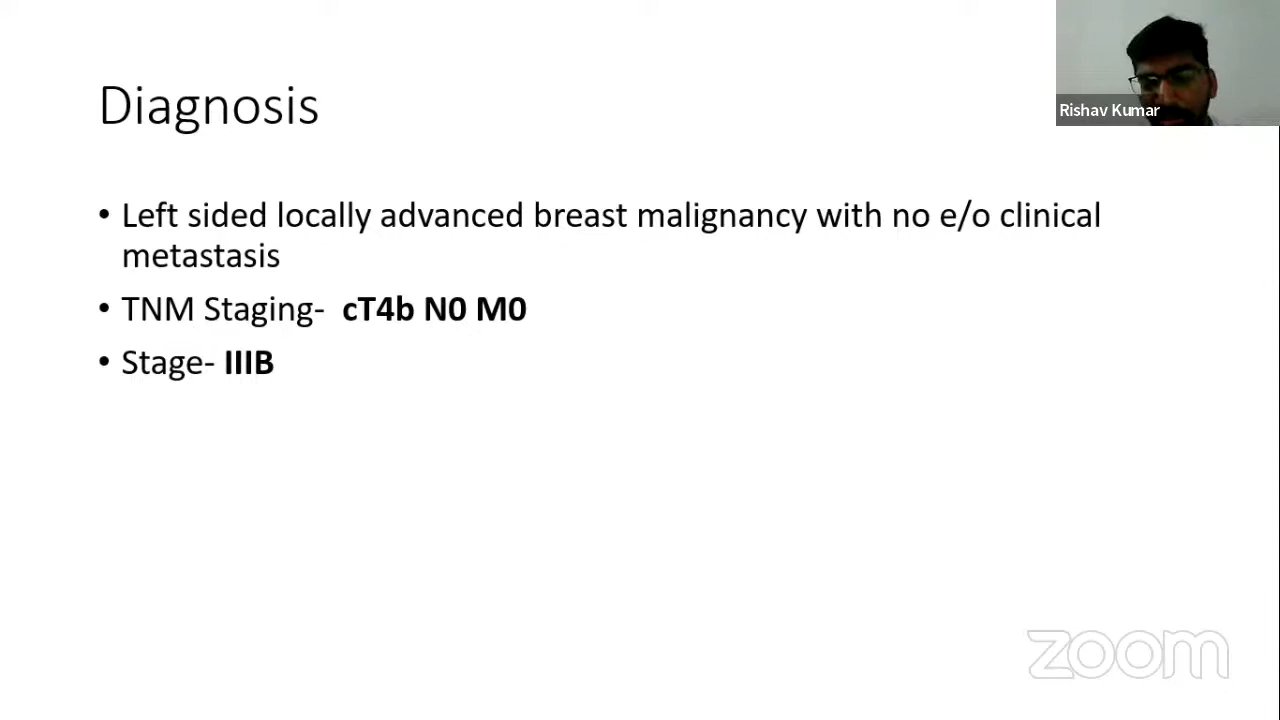 Diagnosis
Rishav Kumar
• Left sided locally advanced breast malignancy with no e/o clinical
metastasis
• TNM Staging- cT4b N0 M0
• Stage- IIIB
zoom